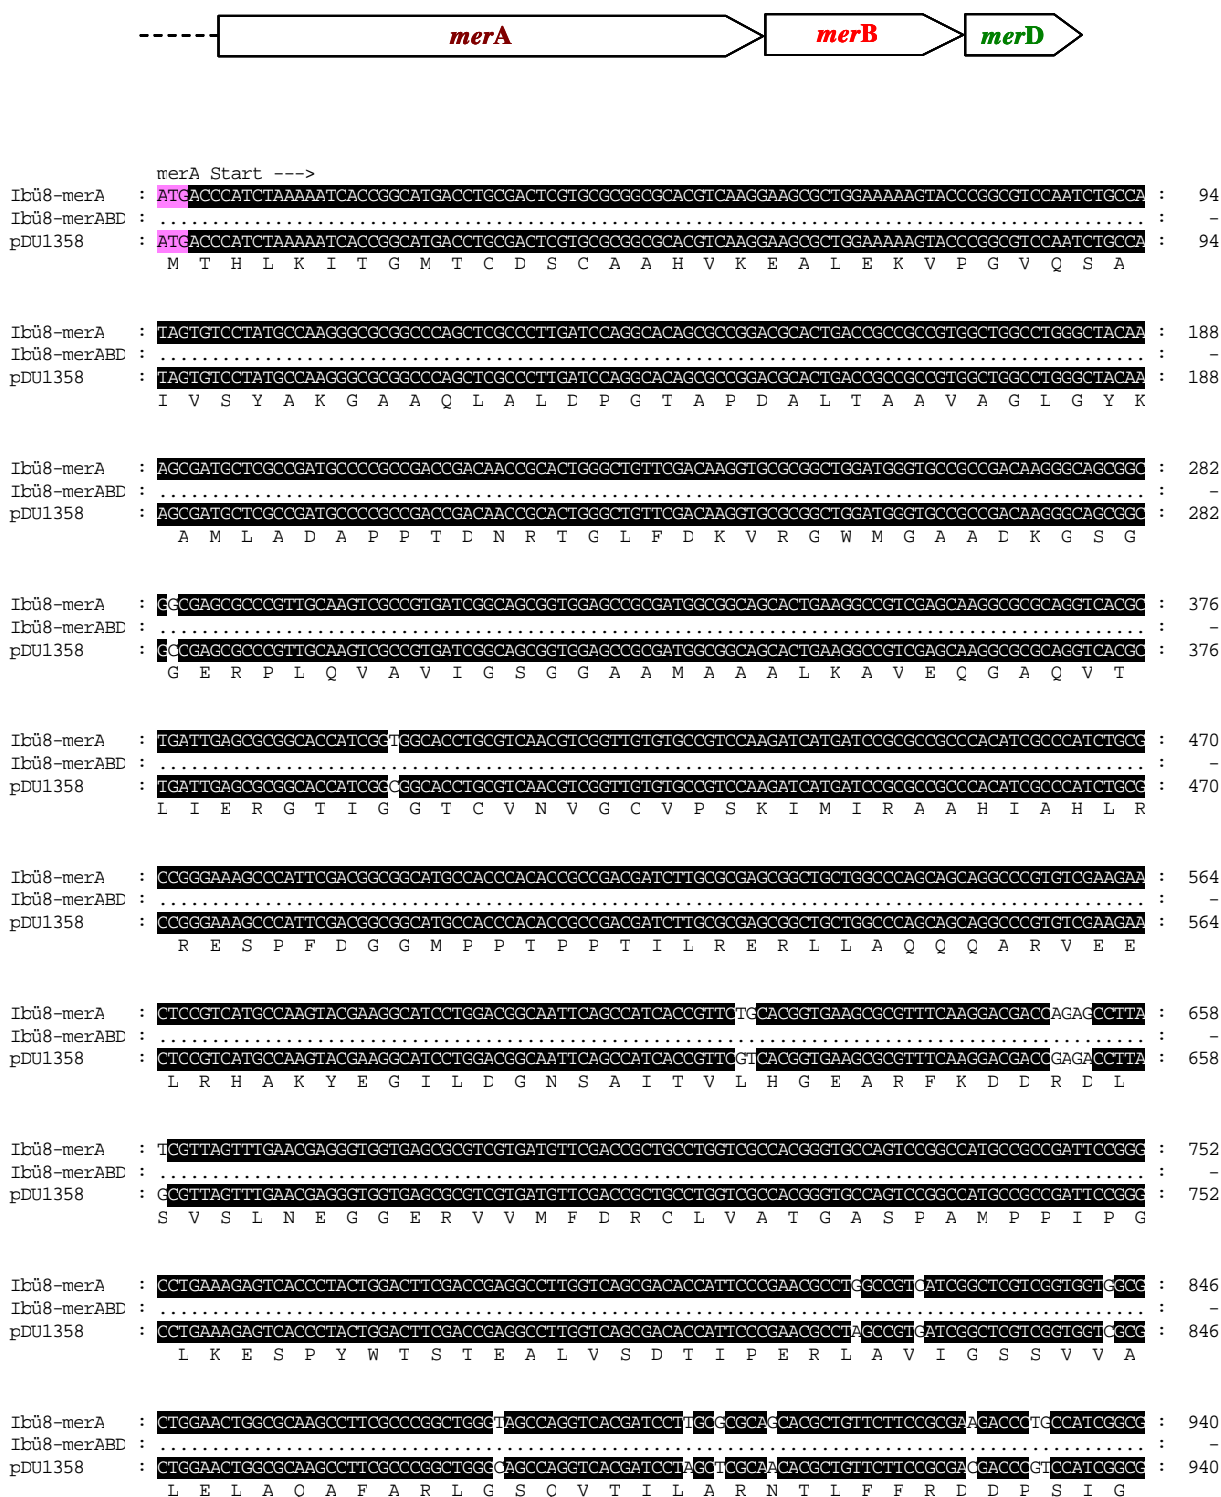 merA merB merD
merA Start --->
Ibü8-merA : ATGACCCATCTAAAAATCACCGGCATGACCTGCGACTCGTGCGCGGCGCACGTCAAGGAAGCGCTGGAAAAAGTACCCGGCGTCCAATCTGCCA : 94
Ibü8-merABD : .............................................................................................. : -
pDU1358 : ATGACCCATCTAAAAATCACCGGCATGACCTGCGACTCGTGCGCGGCGCACGTCAAGGAAGCGCTGGAAAAAGTACCCGGCGTCCAATCTGCCA : 94
M T H L K I T G M T C D S C A A H V K E A L E K V P G V Q S A
Ibü8-merA : TAGTGTCCTATGCCAAGGGCGCGGCCCAGCTCGCCCTTGATCCAGGCACAGCGCCGGACGCACTGACCGCCGCCGTGGCTGGCCTGGGCTACAA : 188
Ibü8-merABD : .............................................................................................. : -
pDU1358 : TAGTGTCCTATGCCAAGGGCGCGGCCCAGCTCGCCCTTGATCCAGGCACAGCGCCGGACGCACTGACCGCCGCCGTGGCTGGCCTGGGCTACAA : 188
I V S Y A K G A A Q L A L D P G T A P D A L T A A V A G L G Y K
Ibü8-merA : AGCGATGCTCGCCGATGCCCCGCCGACCGACAACCGCACTGGGCTGTTCGACAAGGTGCGCGGCTGGATGGGTGCCGCCGACAAGGGCAGCGGC : 282
Ibü8-merABD : .............................................................................................. : -
pDU1358 : AGCGATGCTCGCCGATGCCCCGCCGACCGACAACCGCACTGGGCTGTTCGACAAGGTGCGCGGCTGGATGGGTGCCGCCGACAAGGGCAGCGGC : 282
A M L A D A P P T D N R T G L F D K V R G W M G A A D K G S G
Ibü8-merA : GGCGAGCGCCCGTTGCAAGTCGCCGTGATCGGCAGCGGTGGAGCCGCGATGGCGGCAGCACTGAAGGCCGTCGAGCAAGGCGCGCAGGTCACGC : 376
Ibü8-merABD : .............................................................................................. : -
pDU1358 : GCCGAGCGCCCGTTGCAAGTCGCCGTGATCGGCAGCGGTGGAGCCGCGATGGCGGCAGCACTGAAGGCCGTCGAGCAAGGCGCGCAGGTCACGC : 376
G E R P L Q V A V I G S G G A A M A A A L K A V E Q G A Q V T
Ibü8-merA : TGATTGAGCGCGGCACCATCGGTGGCACCTGCGTCAACGTCGGTTGTGTGCCGTCCAAGATCATGATCCGCGCCGCCCACATCGCCCATCTGCG : 470
Ibü8-merABD : .............................................................................................. : -
pDU1358 : TGATTGAGCGCGGCACCATCGGCGGCACCTGCGTCAACGTCGGTTGTGTGCCGTCCAAGATCATGATCCGCGCCGCCCACATCGCCCATCTGCG : 470
L I E R G T I G G T C V N V G C V P S K I M I R A A H I A H L R
Ibü8-merA : CCGGGAAAGCCCATTCGACGGCGGCATGCCACCCACACCGCCGACGATCTTGCGCGAGCGGCTGCTGGCCCAGCAGCAGGCCCGTGTCGAAGAA : 564
Ibü8-merABD : .............................................................................................. : -
pDU1358 : CCGGGAAAGCCCATTCGACGGCGGCATGCCACCCACACCGCCGACGATCTTGCGCGAGCGGCTGCTGGCCCAGCAGCAGGCCCGTGTCGAAGAA : 564
R E S P F D G G M P P T P P T I L R E R L L A Q Q Q A R V E E
Ibü8-merA : CTCCGTCATGCCAAGTACGAAGGCATCCTGGACGGCAATTCAGCCATCACCGTTCTGCACGGTGAAGCGCGTTTCAAGGACGACCAGAGCCTTA : 658
Ibü8-merABD : .............................................................................................. : -
pDU1358 : CTCCGTCATGCCAAGTACGAAGGCATCCTGGACGGCAATTCAGCCATCACCGTTCGTCACGGTGAAGCGCGTTTCAAGGACGACCGAGACCTTA : 658
L R H A K Y E G I L D G N S A I T V L H G E A R F K D D R D L
Ibü8-merA : TCGTTAGTTTGAACGAGGGTGGTGAGCGCGTCGTGATGTTCGACCGCTGCCTGGTCGCCACGGGTGCCAGTCCGGCCATGCCGCCGATTCCGGG : 752
Ibü8-merABD : .............................................................................................. : -
pDU1358 : GCGTTAGTTTGAACGAGGGTGGTGAGCGCGTCGTGATGTTCGACCGCTGCCTGGTCGCCACGGGTGCCAGTCCGGCCATGCCGCCGATTCCGGG : 752
S V S L N E G G E R V V M F D R C L V A T G A S P A M P P I P G
Ibü8-merA : CCTGAAAGAGTCACCCTACTGGACTTCGACCGAGGCCTTGGTCAGCGACACCATTCCCGAACGCCTGGCCGTCATCGGCTCGTCGGTGGTGGCG : 846
Ibü8-merABD : .............................................................................................. : -
pDU1358 : CCTGAAAGAGTCACCCTACTGGACTTCGACCGAGGCCTTGGTCAGCGACACCATTCCCGAACGCCTAGCCGTGATCGGCTCGTCGGTGGTCGCG : 846
L K E S P Y W T S T E A L V S D T I P E R L A V I G S S V V A
Ibü8-merA : CTGGAACTGGCGCAAGCCTTCGCCCGGCTGGGTAGCCAGGTCACGATCCTTGCGCGCAGCACGCTGTTCTTCCGCGAAGACCCTGCCATCGGCG : 940
Ibü8-merABD : .............................................................................................. : -
pDU1358 : CTGGAACTGGCGCAAGCCTTCGCCCGGCTGGGCAGCCAGGTCACGATCCTAGCTCGCAACACGCTGTTCTTCCGCGACGACCCGTCCATCGGCG : 940
L E L A Q A F A R L G S Q V T I L A R N T L F F R D D P S I G